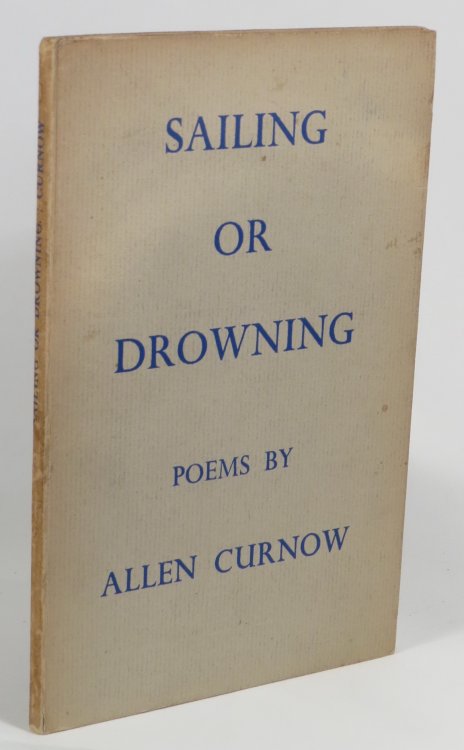 SAILING
OR
DROWNING
POEMS BY
ALLEN CURNOW
SAILING OR DROWNING: CURNOW